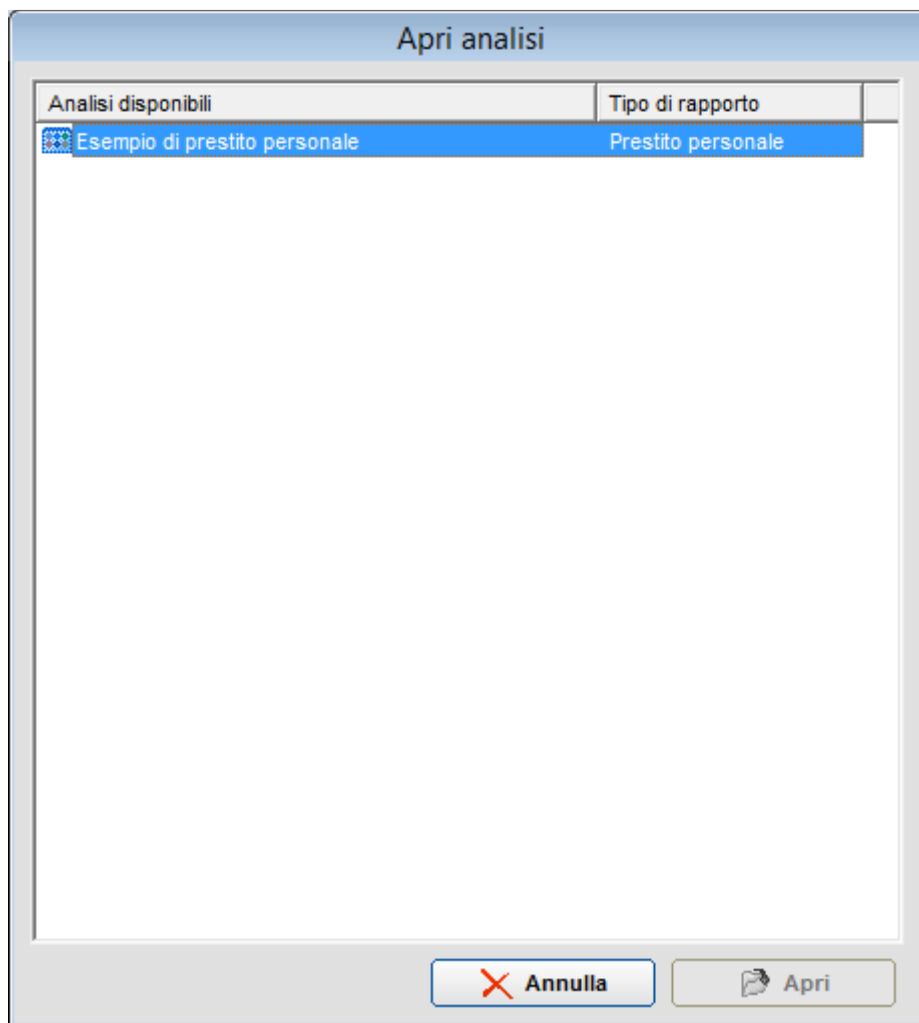 Apri analisi
Analisi disponibili Tipo di rapporto
Esempio di prestito personale Prestito personale
Annulla Apri